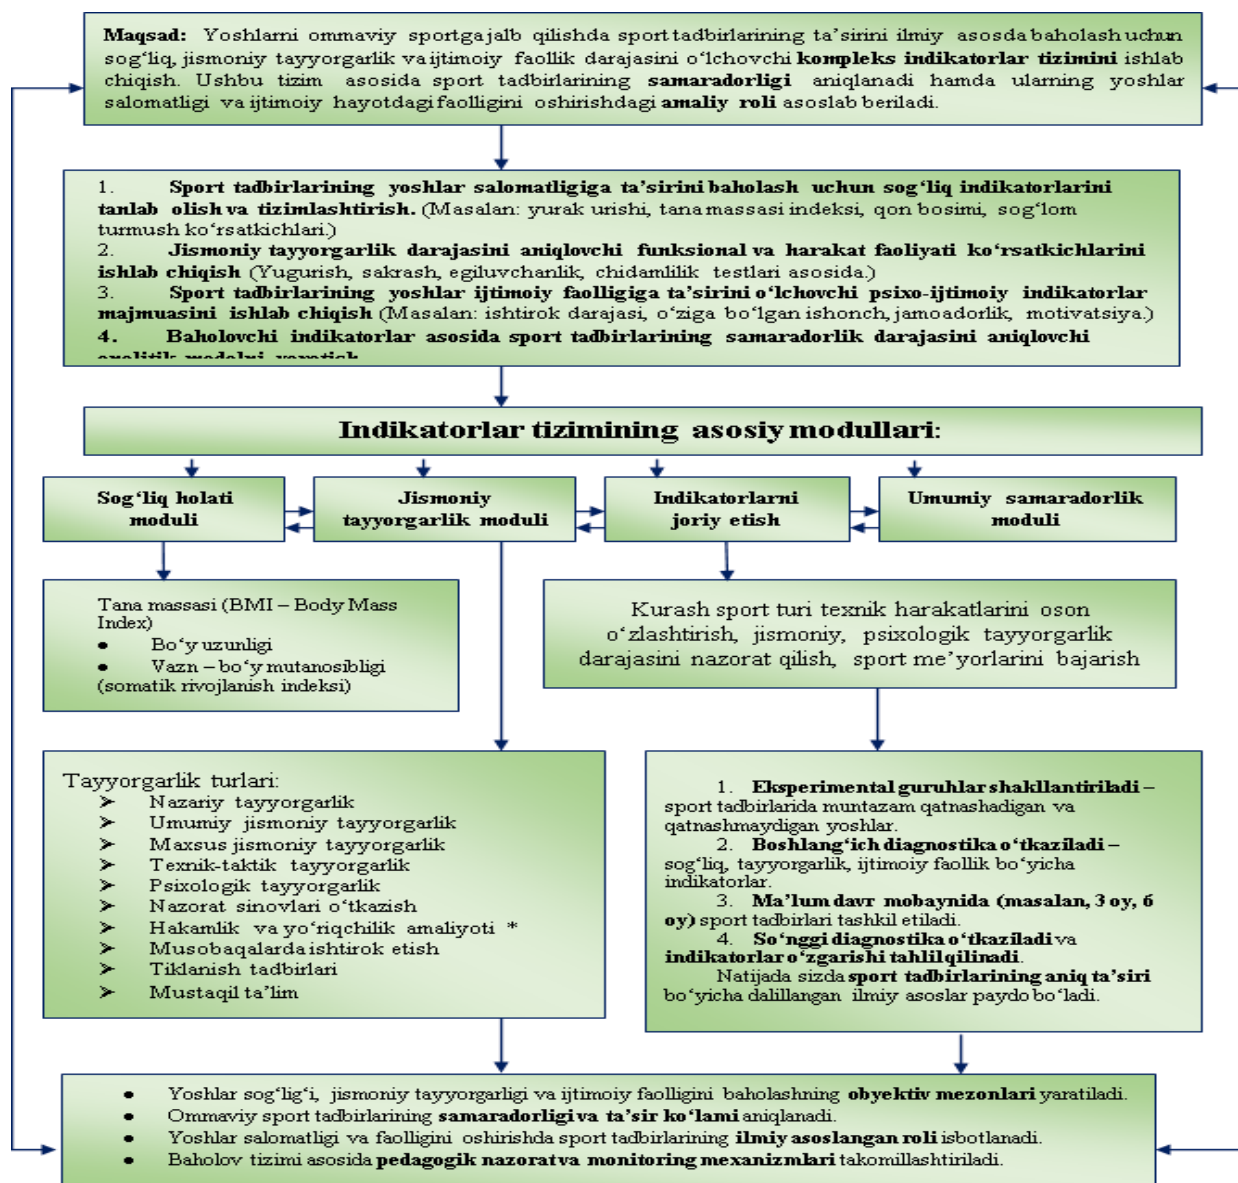 Maqsad: Yoshlarni ommaviy sportga jalb qilishda sport tadbirlarining ta’sirini ilmiy asosda baholash uchun
sog‘liq, jismoniy tayyorgarlik va ijtimoiy faollik darajasini o‘lchovchi kompleks indikatorlar tizimini ishlab
chiqish. Ushbu tizim asosida sport tadbirlarining samaradorligi aniqlanadi hamda ularning yoshlar
salomatligi va ijtimoiy hayotdagi faolligini oshirishdagi amaliy roli asoslab beriladi.
1. Sport tadbirlarining yoshlar salomatligiga ta’sirini baholash uchun sog‘liq indikatorlarini
tanlab olish va tizimlashtirish. (Masalan: yurak urishi, tana massasi indeksi, qon bosimi, sog‘lom
turmush ko‘rsatkichlari.)
2. Jismoniy tayyorgarlik darajasini aniqlovchi funksional va harakat faoliyati ko‘rsatkichlarini
ishlab chiqish (Yugurish, sakrash, egiluvchanlik, chidamlilik testlari asosida.)
3. Sport tadbirlarining yoshlar ijtimoiy faolligiga ta’sirini o‘lchovchi psixo-ijtimoiy indikatorlar
majmuasini ishlab chiqish (Masalan: ishtirok darajasi, o‘ziga bo‘lgan ishonch, jamoadorlik, motivatsiya.)
4. Baholovchi indikatorlar asosida sport tadbirlarining samaradorlik darajasini aniqlovchi
analitik modelni yaratish
Indikatorlar tizimining asosiy modullari:
Sog‘liq holati
moduli
Jismoniy
tayyorgarlik moduli
Indikatorlarni
joriy etish
Umumiy samaradorlik
moduli
Tana massasi (BMI – Body Mass
Index)
● Bo‘y uzunligi
● Vazn – bo‘y mutanosibligi
(somatik rivojlanish indeksi)
Kurash sport turi texnik harakatlarini oson
o‘zlashtirish, jismoniy, psixologik tayyorgarlik
darajasini nazorat qilish, sport me’yorlarini bajarish
Tayyorgarlik turlari:
➢ Nazariy tayyorgarlik
➢ Umumiy jismoniy tayyorgarlik
➢ Maxsus jismoniy tayyorgarlik
➢ Texnik-taktik tayyorgarlik
➢ Psixologik tayyorgarlik
➢ Nazorat sinovlari o‘tkazish
➢ Hakamlik va yo‘riqchilik amaliyoti *
➢ Musobaqalarda ishtirok etish
➢ Tiklanish tadbirlari
➢ Mustaqil ta’lim
1. Eksperimental guruhlar shakllantiriladi –
sport tadbirlarida muntazam qatnashadigan va
qatnashmaydigan yoshlar.
2. Boshlang‘ich diagnostika o‘tkaziladi –
sog‘liq, tayyorgarlik, ijtimoiy faollik bo‘yicha
indikatorlar.
3. Ma’lum davr mobaynida (masalan, 3 oy, 6
oy) sport tadbirlari tashkil etiladi.
4. So‘nggi diagnostika o‘tkaziladi va
indikatorlar o‘zgarishi tahlil qilinadi.
Natijada sizda sport tadbirlarining aniq ta’siri
bo‘yicha dalillangan ilmiy asoslar paydo bo‘ladi.
● Yoshlar sog‘lig‘i, jismoniy tayyorgarligi va ijtimoiy faolligini baholashning obyektiv mezonlari yaratiladi.
● Ommaviy sport tadbirlarining samaradorligi va ta’sir ko‘lami aniqlanadi.
● Yoshlar salomatligi va faolligini oshirishda sport tadbirlarining ilmiy asoslangan roli isbotlanadi.
● Baholov tizimi asosida pedagogik nazorat va monitoring mexanizmlari takomillashtiriladi.